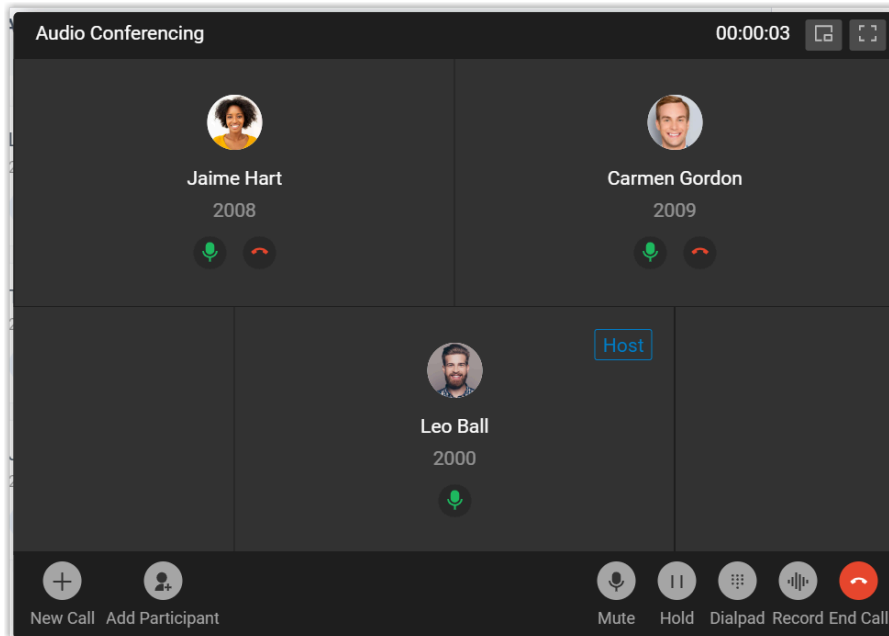 Audio Conferencing 00:00:03
Jaime Hart Carmen Gordon
2008 2009
Host
Leo Ball
2000
New Call Add Participant Mute Hold Dialpad Record End Call